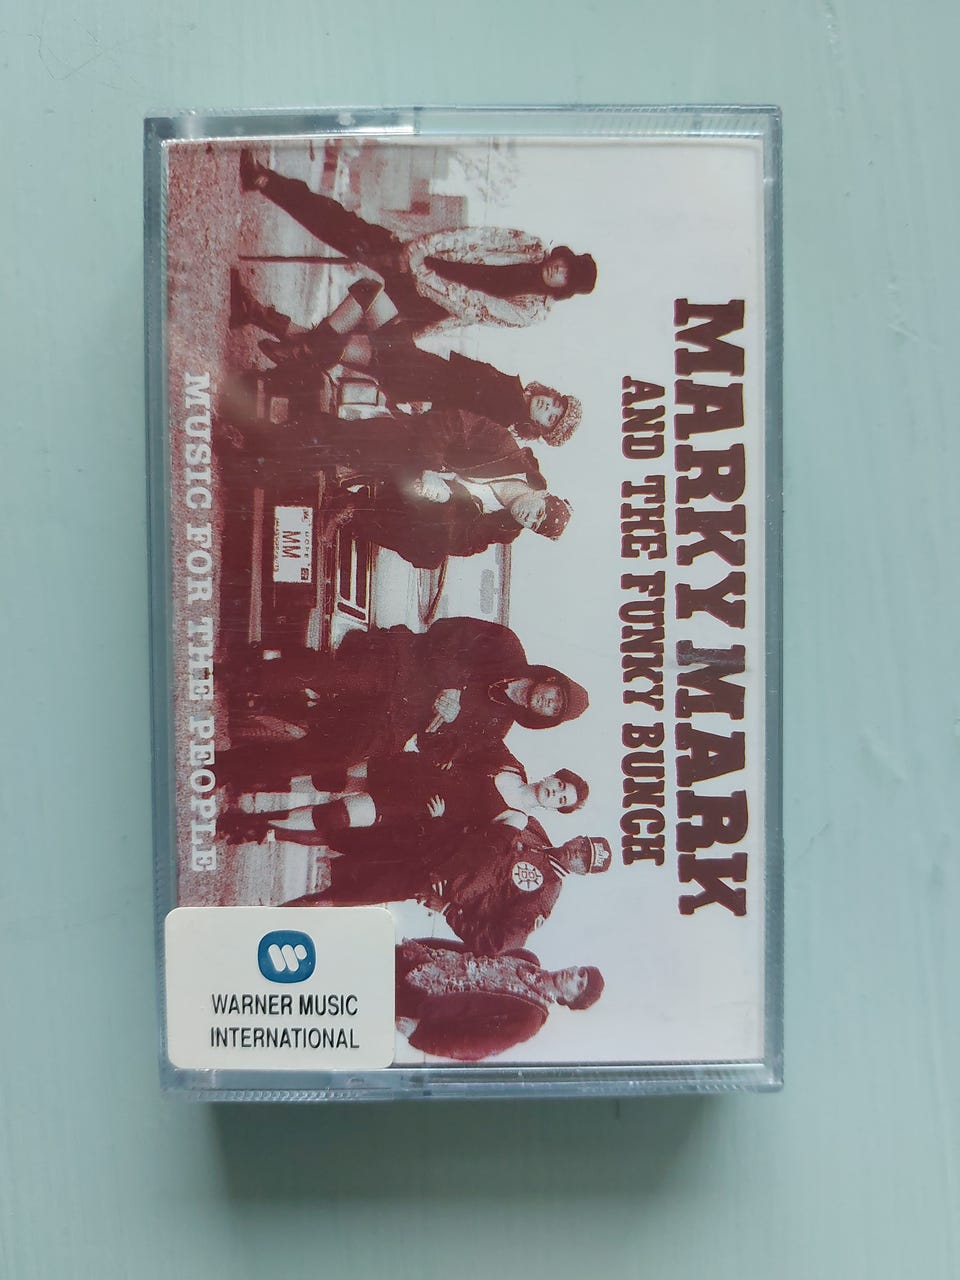 MARKY MARK
AND THE FUNKY BUNCH
MM
MUSIC FOR THE PEOPLE
WARNER MUSIC
INTERNATIONAL